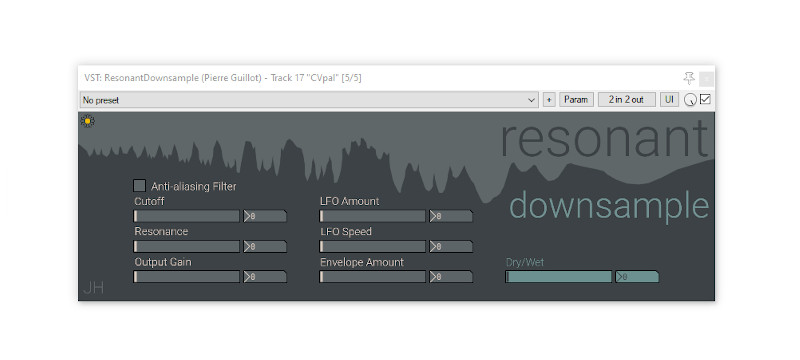 VST: ResonantDownsample (Pierre Guillot) - Track 17 "CVpal" [5/5]
No preset + Param 2 in 2 out UI
resonant
downsample
Anti-aliasing Filter
Cutoff LFO Amount
>0 >0
Resonance LFO Speed
>0 >0
Output Gain Envelope Amount Dry/Wet
>0 >0 >0
JH